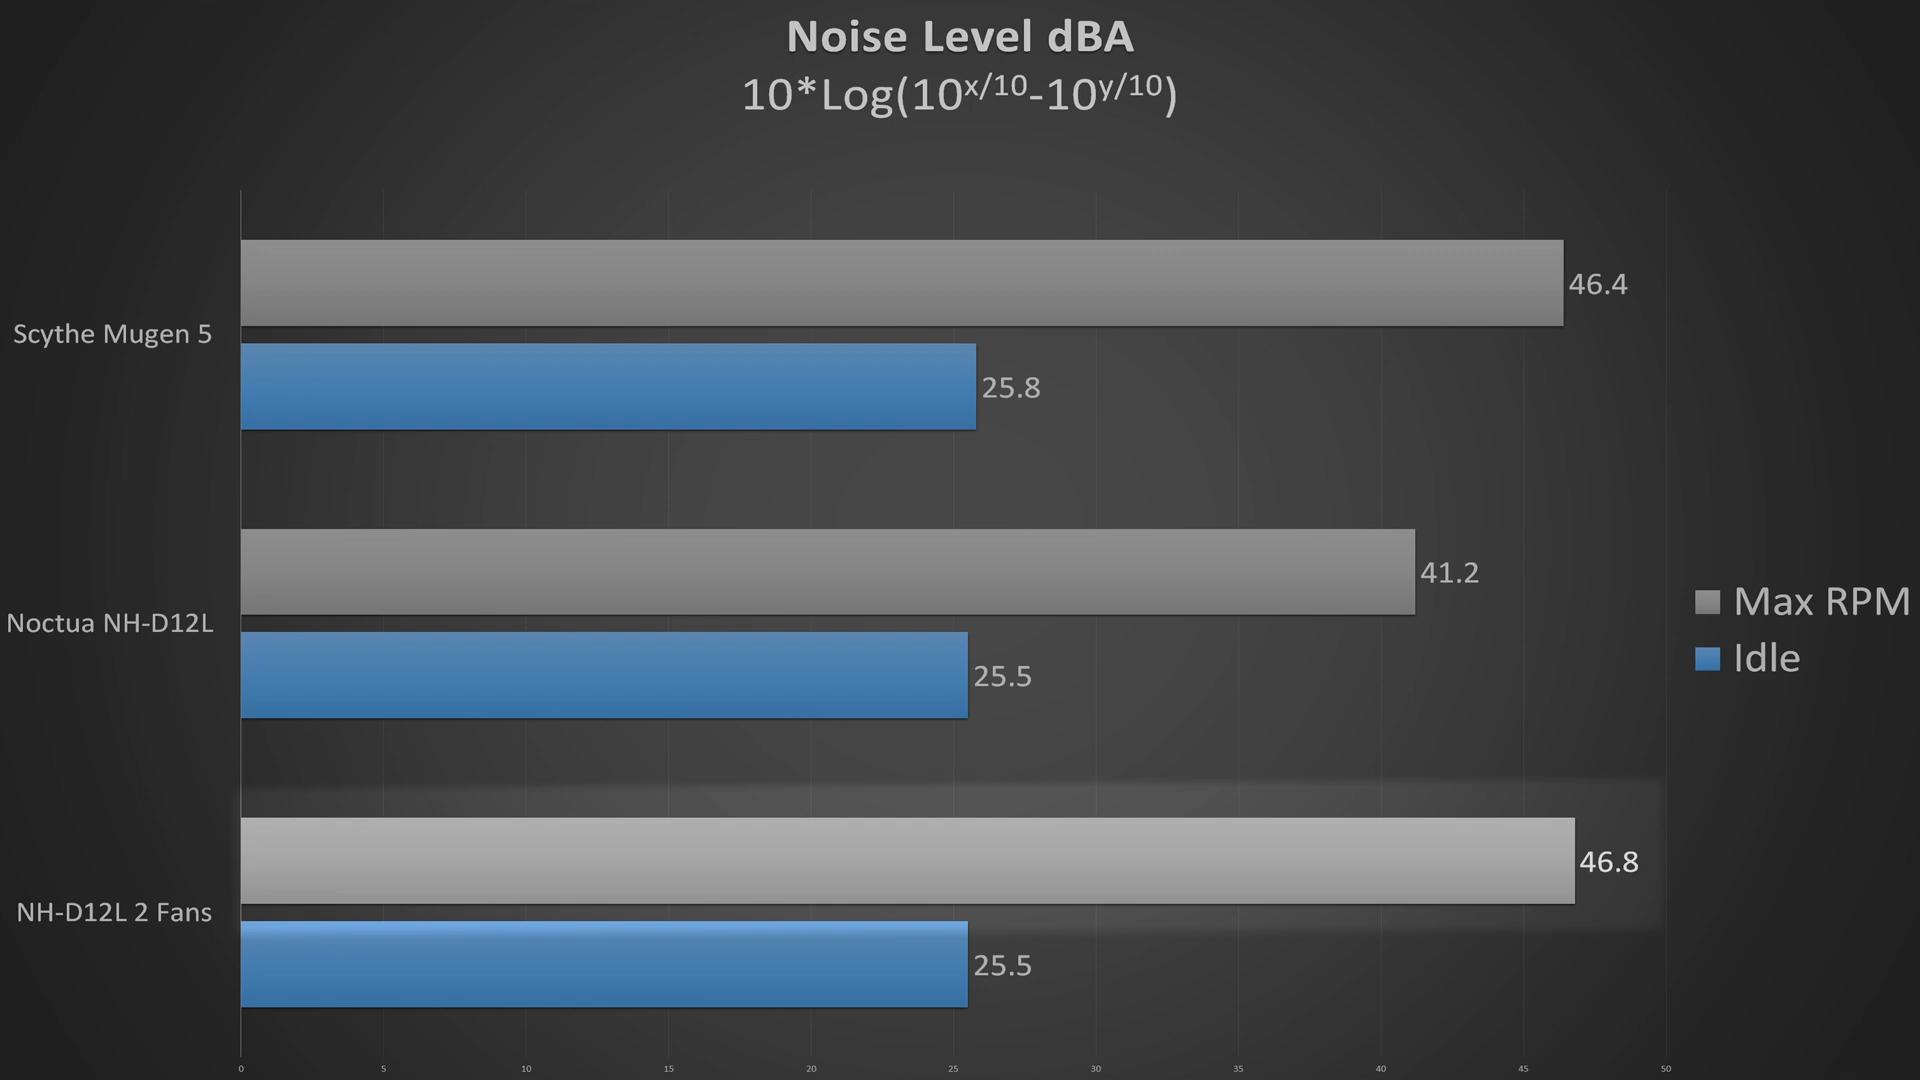 Noise Level dBA
10*Log(10^x/10-10^y/10)
Scythe Mugen 5
46.4
25.8
Noctua NH-D12L
41.2
25.5
NH-D12L 2 Fans
46.8
25.5
Max RPM
Idle
0 5 10 15 20 25 30 35 40 45 50